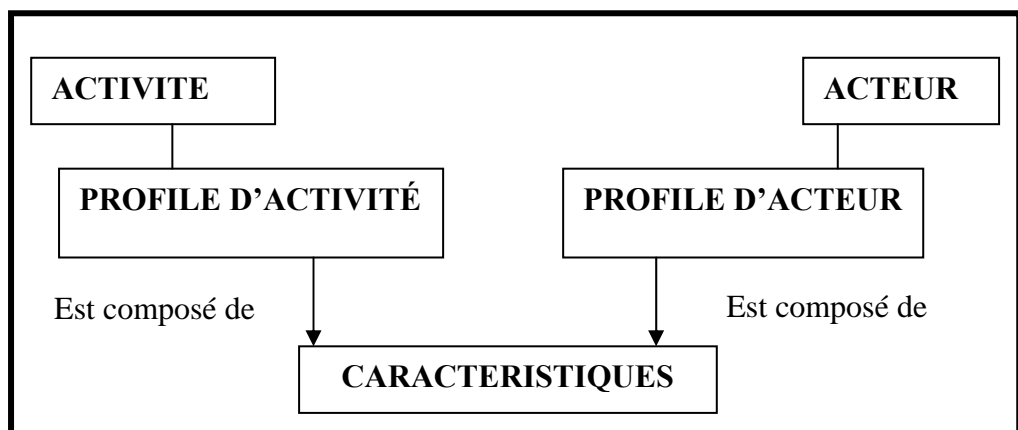 ACTIVITE
ACTEUR
PROFILE D’ACTIVITÉ
PROFILE D’ACTEUR
Est composé de
Est composé de
CARACTERISTIQUES